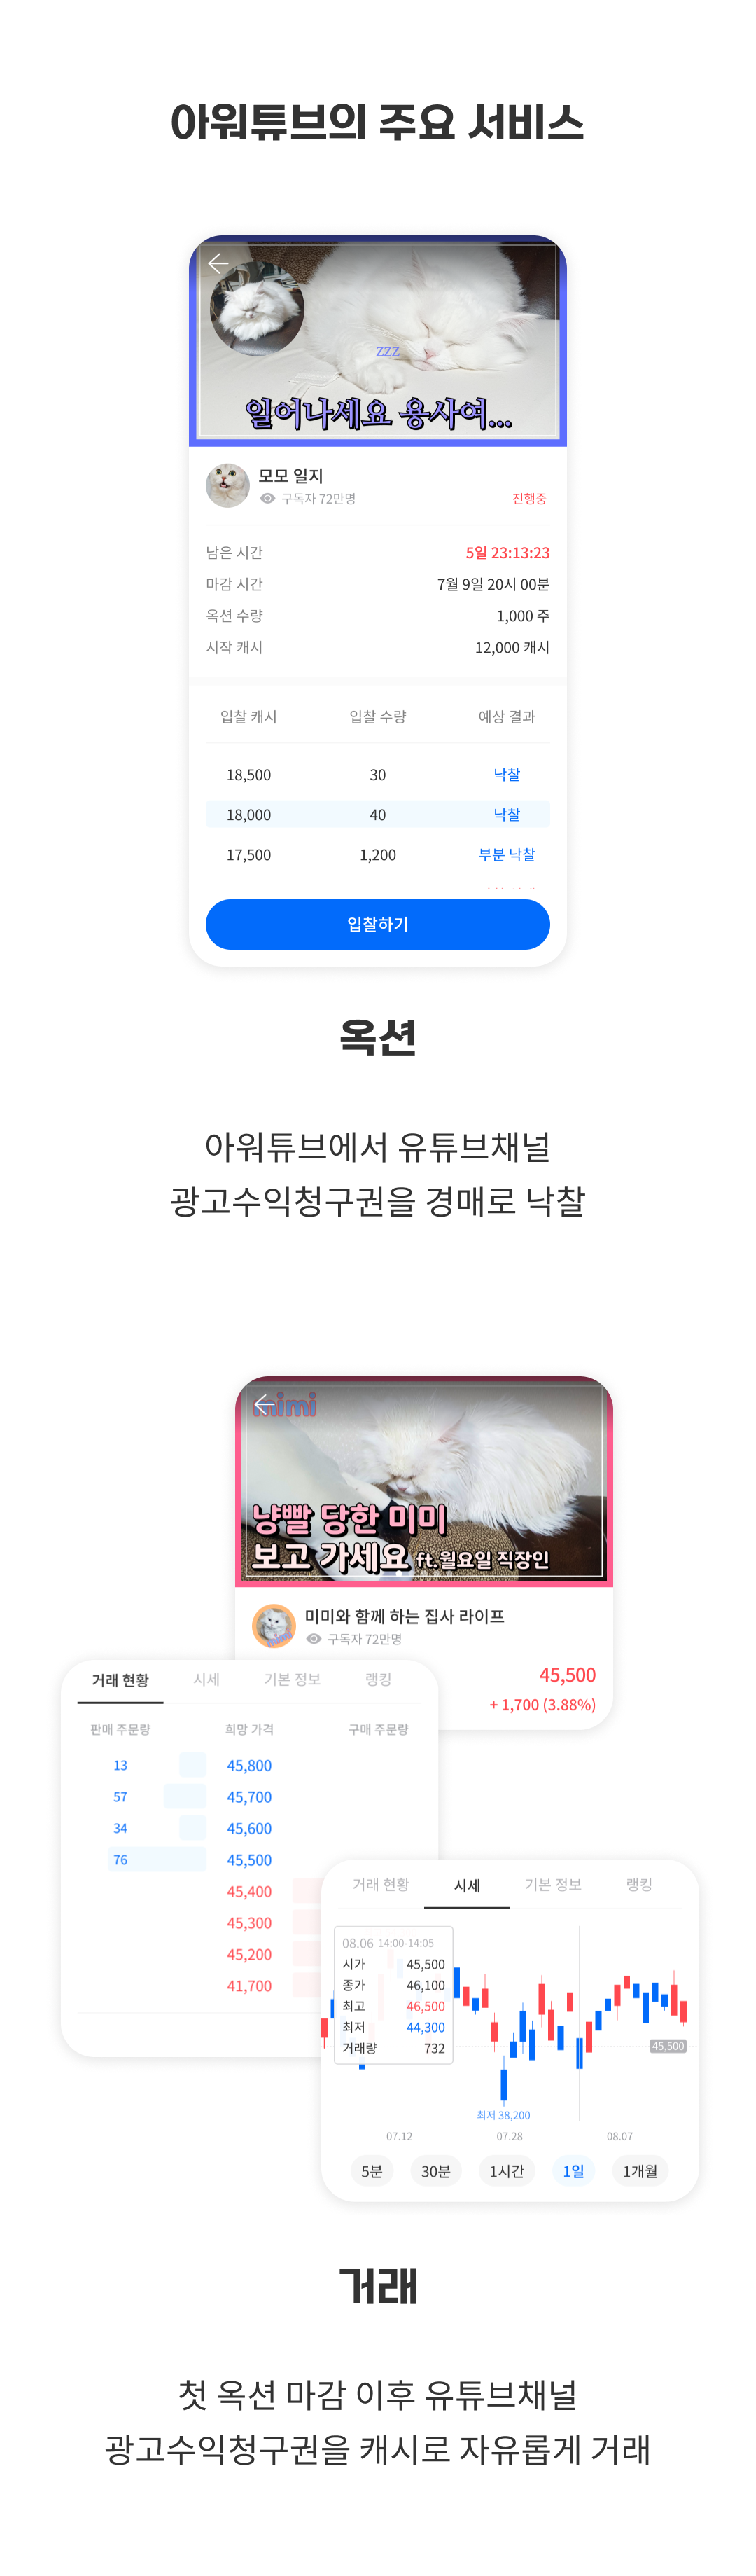 아워튜브의 주요 서비스
zzz
일어나세요 용사여...
모모 일지
구독자 72만명
진행중
남은 시간 5일 23:13:23
마감 시간 7월 9일 20시 00분
옥션 수량 1,000 주
시작 캐시 12,000 캐시
입찰 캐시 입찰 수량 예상 결과
18,500 30 낙찰
18,000 40 낙찰
17,500 1,200 부분 낙찰
입찰하기
옥션
아워튜브에서 유튜브채널
광고수익청구권을 경매로 낙찰
mimi
냥빨 당한 미미
보고 가세요 ft.월요일 직장인
미미와 함께 하는 집사 라이프
구독자 72만명
45,500
+ 1,700 (3.88%)
거래 현황 시세 기본 정보 랭킹
판매 주문량 희망 가격 구매 주문량
13 45,800
57 45,700
34 45,600
76 45,500
45,400
45,300
45,200
41,700
거래 현황 시세 기본 정보 랭킹
08.06 14:00-14:05
시가 45,500
종가 46,100
최고 46,500
최저 44,300
거래량 732
45,500
최저 38,200
07.12 07.28 08.07
5분 30분 1시간 1일 1개월
거래
첫 옥션 마감 이후 유튜브채널
광고수익청구권을 캐시로 자유롭게 거래